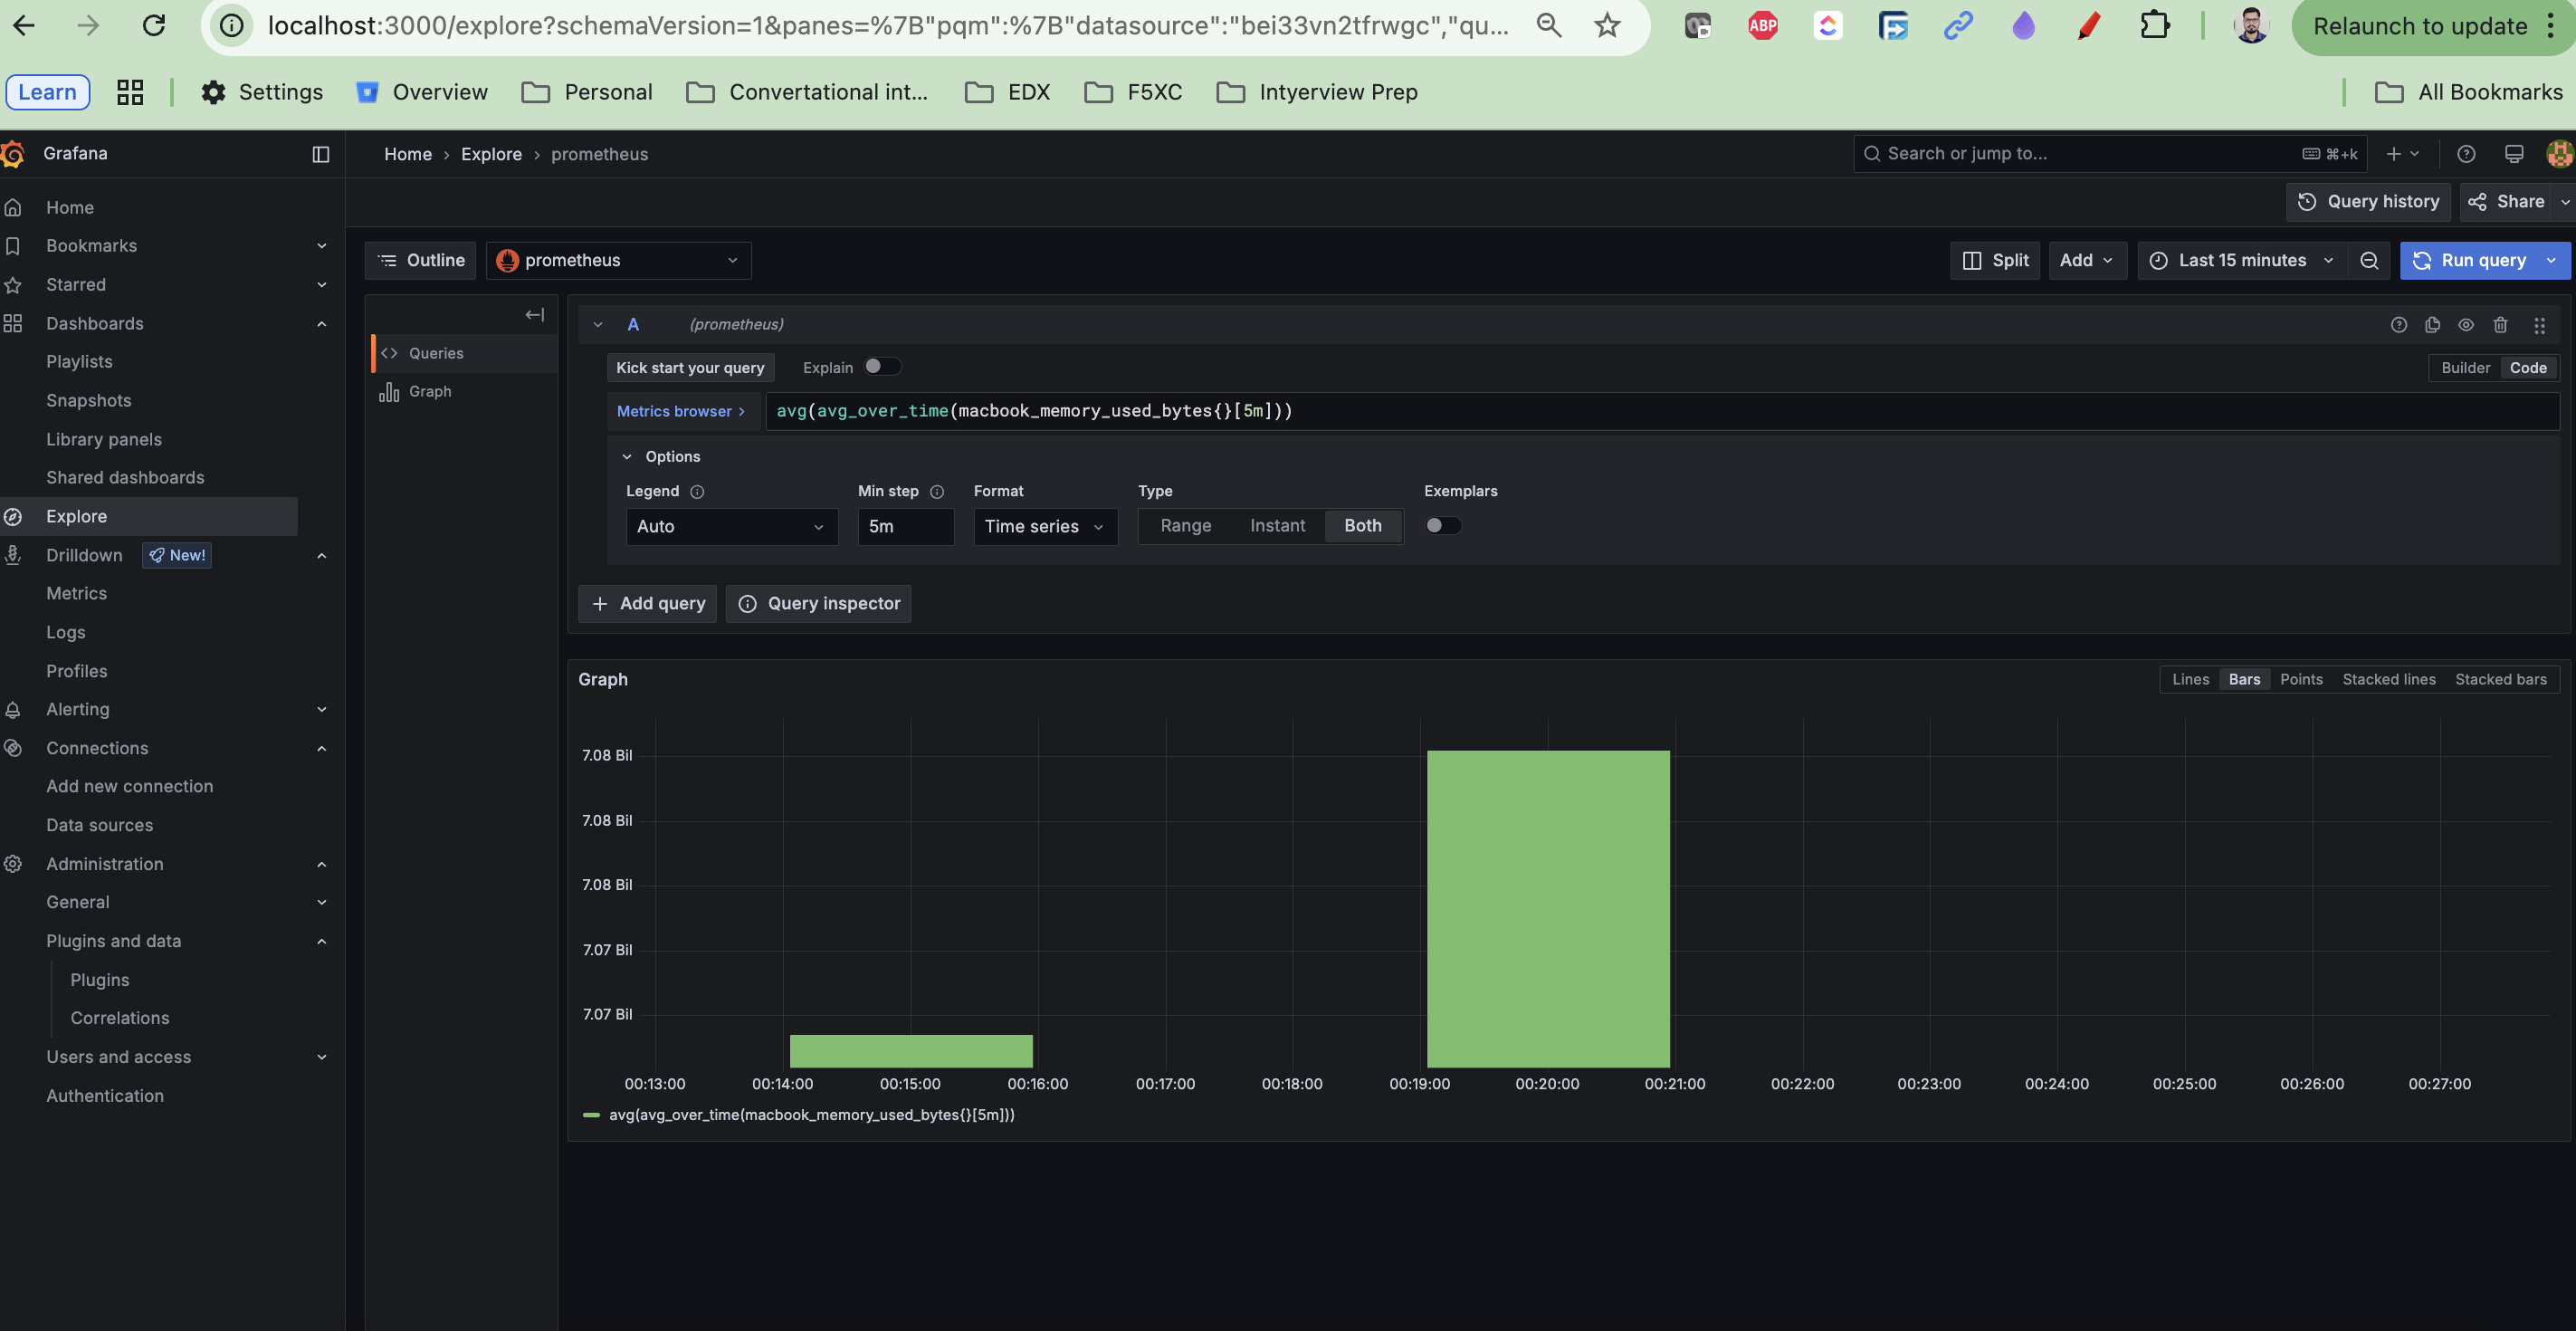 localhost:3000/explore?schemaVersion=1&panes=%7B"pqm":%7B"datasource":"bei33vn2tfrwgc","qu...
ABP
Relaunch to update
Learn
Settings
Overview
Personal
Convertational int...
EDX
F5XC
Intyerview Prep
All Bookmarks
Grafana
Home › Explore › prometheus
Search or jump to...
⌘+k
Query history
Share
Home
Bookmarks
Starred
Dashboards
Playlists
Snapshots
Library panels
Shared dashboards
Explore
Drilldown
New!
Metrics
Logs
Profiles
Alerting
Connections
Add new connection
Data sources
Administration
General
Plugins and data
Plugins
Correlations
Users and access
Authentication
Outline
prometheus
Split
Add
Last 15 minutes
Run query
Queries
Graph
A
(prometheus)
Kick start your query
Explain
Builder
Code
Metrics browser ›
avg(avg_over_time(macbook_memory_used_bytes{}[5m]))
Options
Legend
Min step
Format
Type
Exemplars
Auto
5m
Time series
Range
Instant
Both
+ Add query
Query inspector
Graph
Lines
Bars
Points
Stacked lines
Stacked bars
7.08 Bil
7.08 Bil
7.08 Bil
7.07 Bil
7.07 Bil
00:13:00
00:14:00
00:15:00
00:16:00
00:17:00
00:18:00
00:19:00
00:20:00
00:21:00
00:22:00
00:23:00
00:24:00
00:25:00
00:26:00
00:27:00
avg(avg_over_time(macbook_memory_used_bytes{}[5m]))